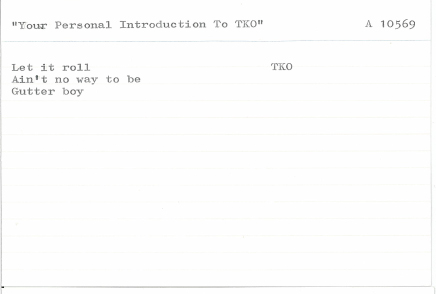 "Your Personal Introduction To TKO" A 10569
Let it roll TKO
Ain't no way to be
Gutter boy